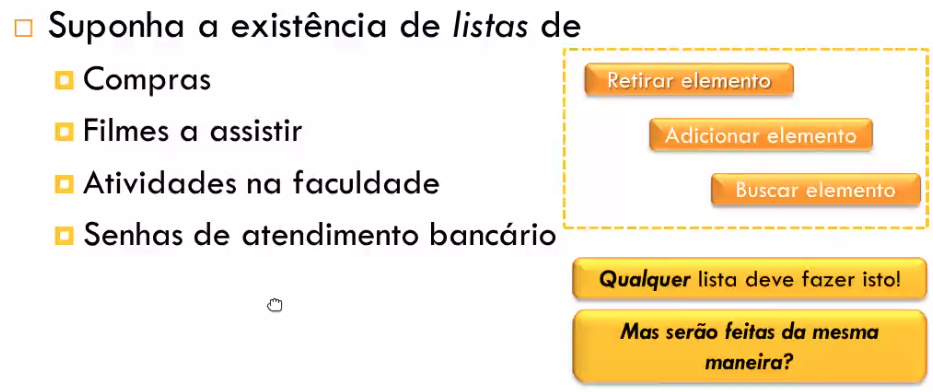 Suponha a existência de listas de
Compras
Filmes a assistir
Atividades na faculdade
Senhas de atendimento bancário
Retirar elemento
Adicionar elemento
Buscar elemento
Qualquer lista deve fazer isto!
Mas serão feitas da mesma
maneira?